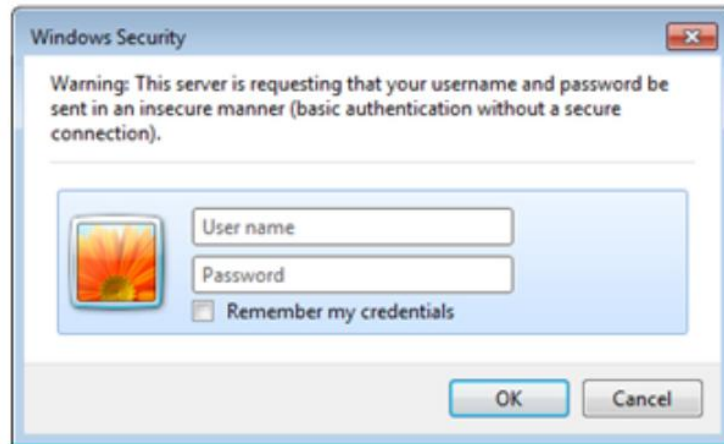 Windows Security
Warning: This server is requesting that your username and password be
sent in an insecure manner (basic authentication without a secure
connection).
User name
Password
Remember my credentials
OK Cancel